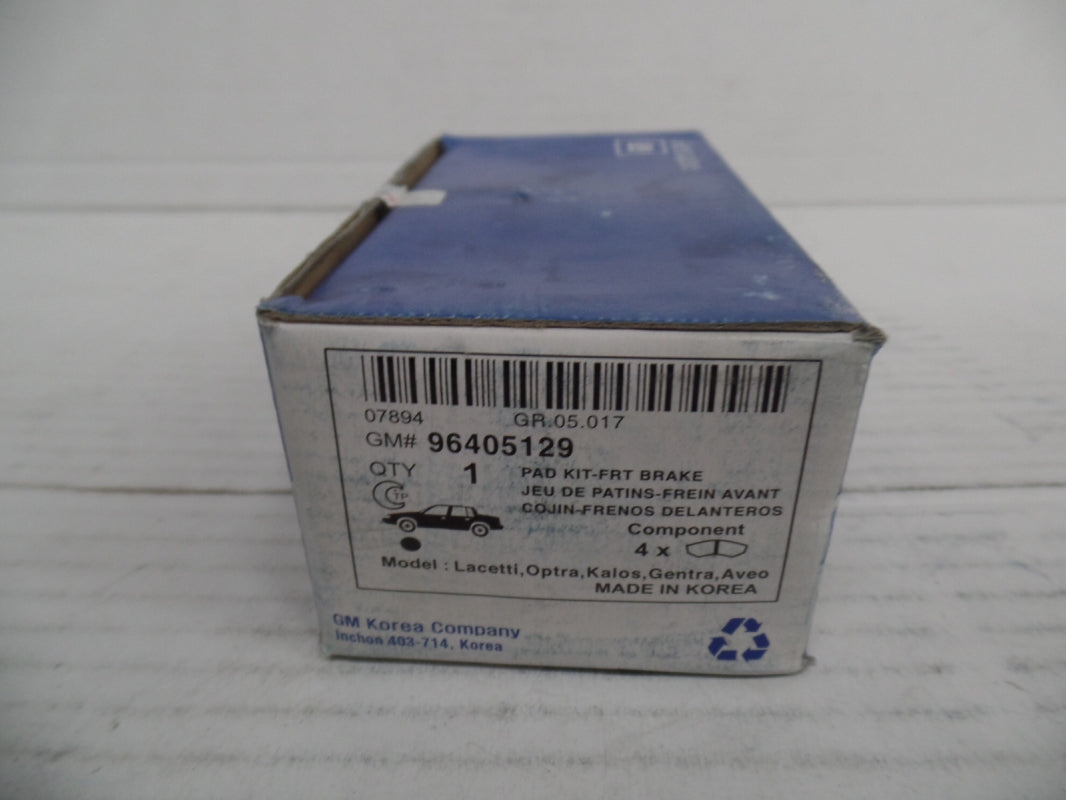 07894 GR.05.017
GM# 96405129
QTY 1 PAD KIT-FRT BRAKE
JEU DE PATINS-FREIN AVANT
COJIN-FRENOS DELANTEROS
TP
Component
4 x
Model : Lacetti,Optra,Kalos,Gentra,Aveo
MADE IN KOREA
GM Korea Company
Inchon 403-714, Korea